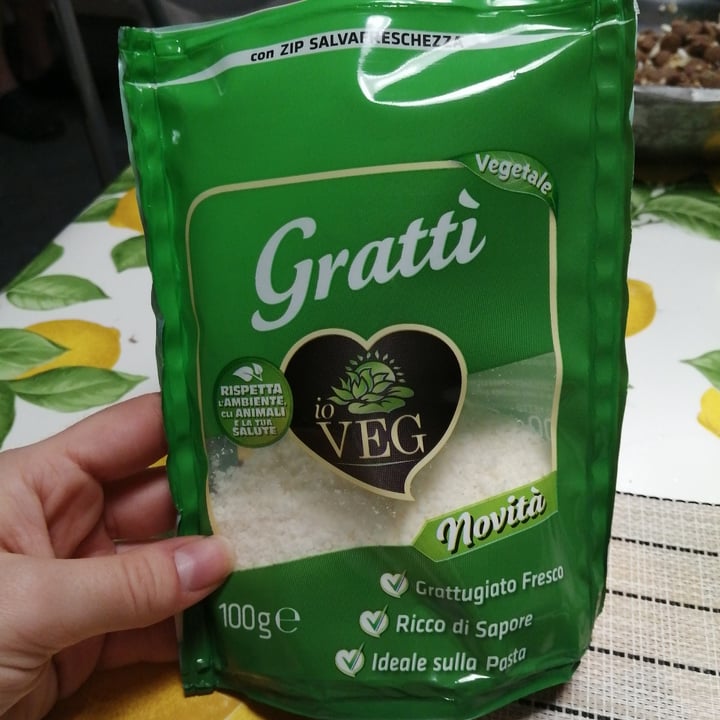 con ZIP SALVAFRESCHEZZA
Vegetale
Grattì
RISPETTA
L'AMBIENTE,
GLI ANIMALI
E LA TUA
SALUTE
io
VEG
Novità
Grattugiato Fresco
100g e
Ricco di Sapore
Ideale sulla Pasta